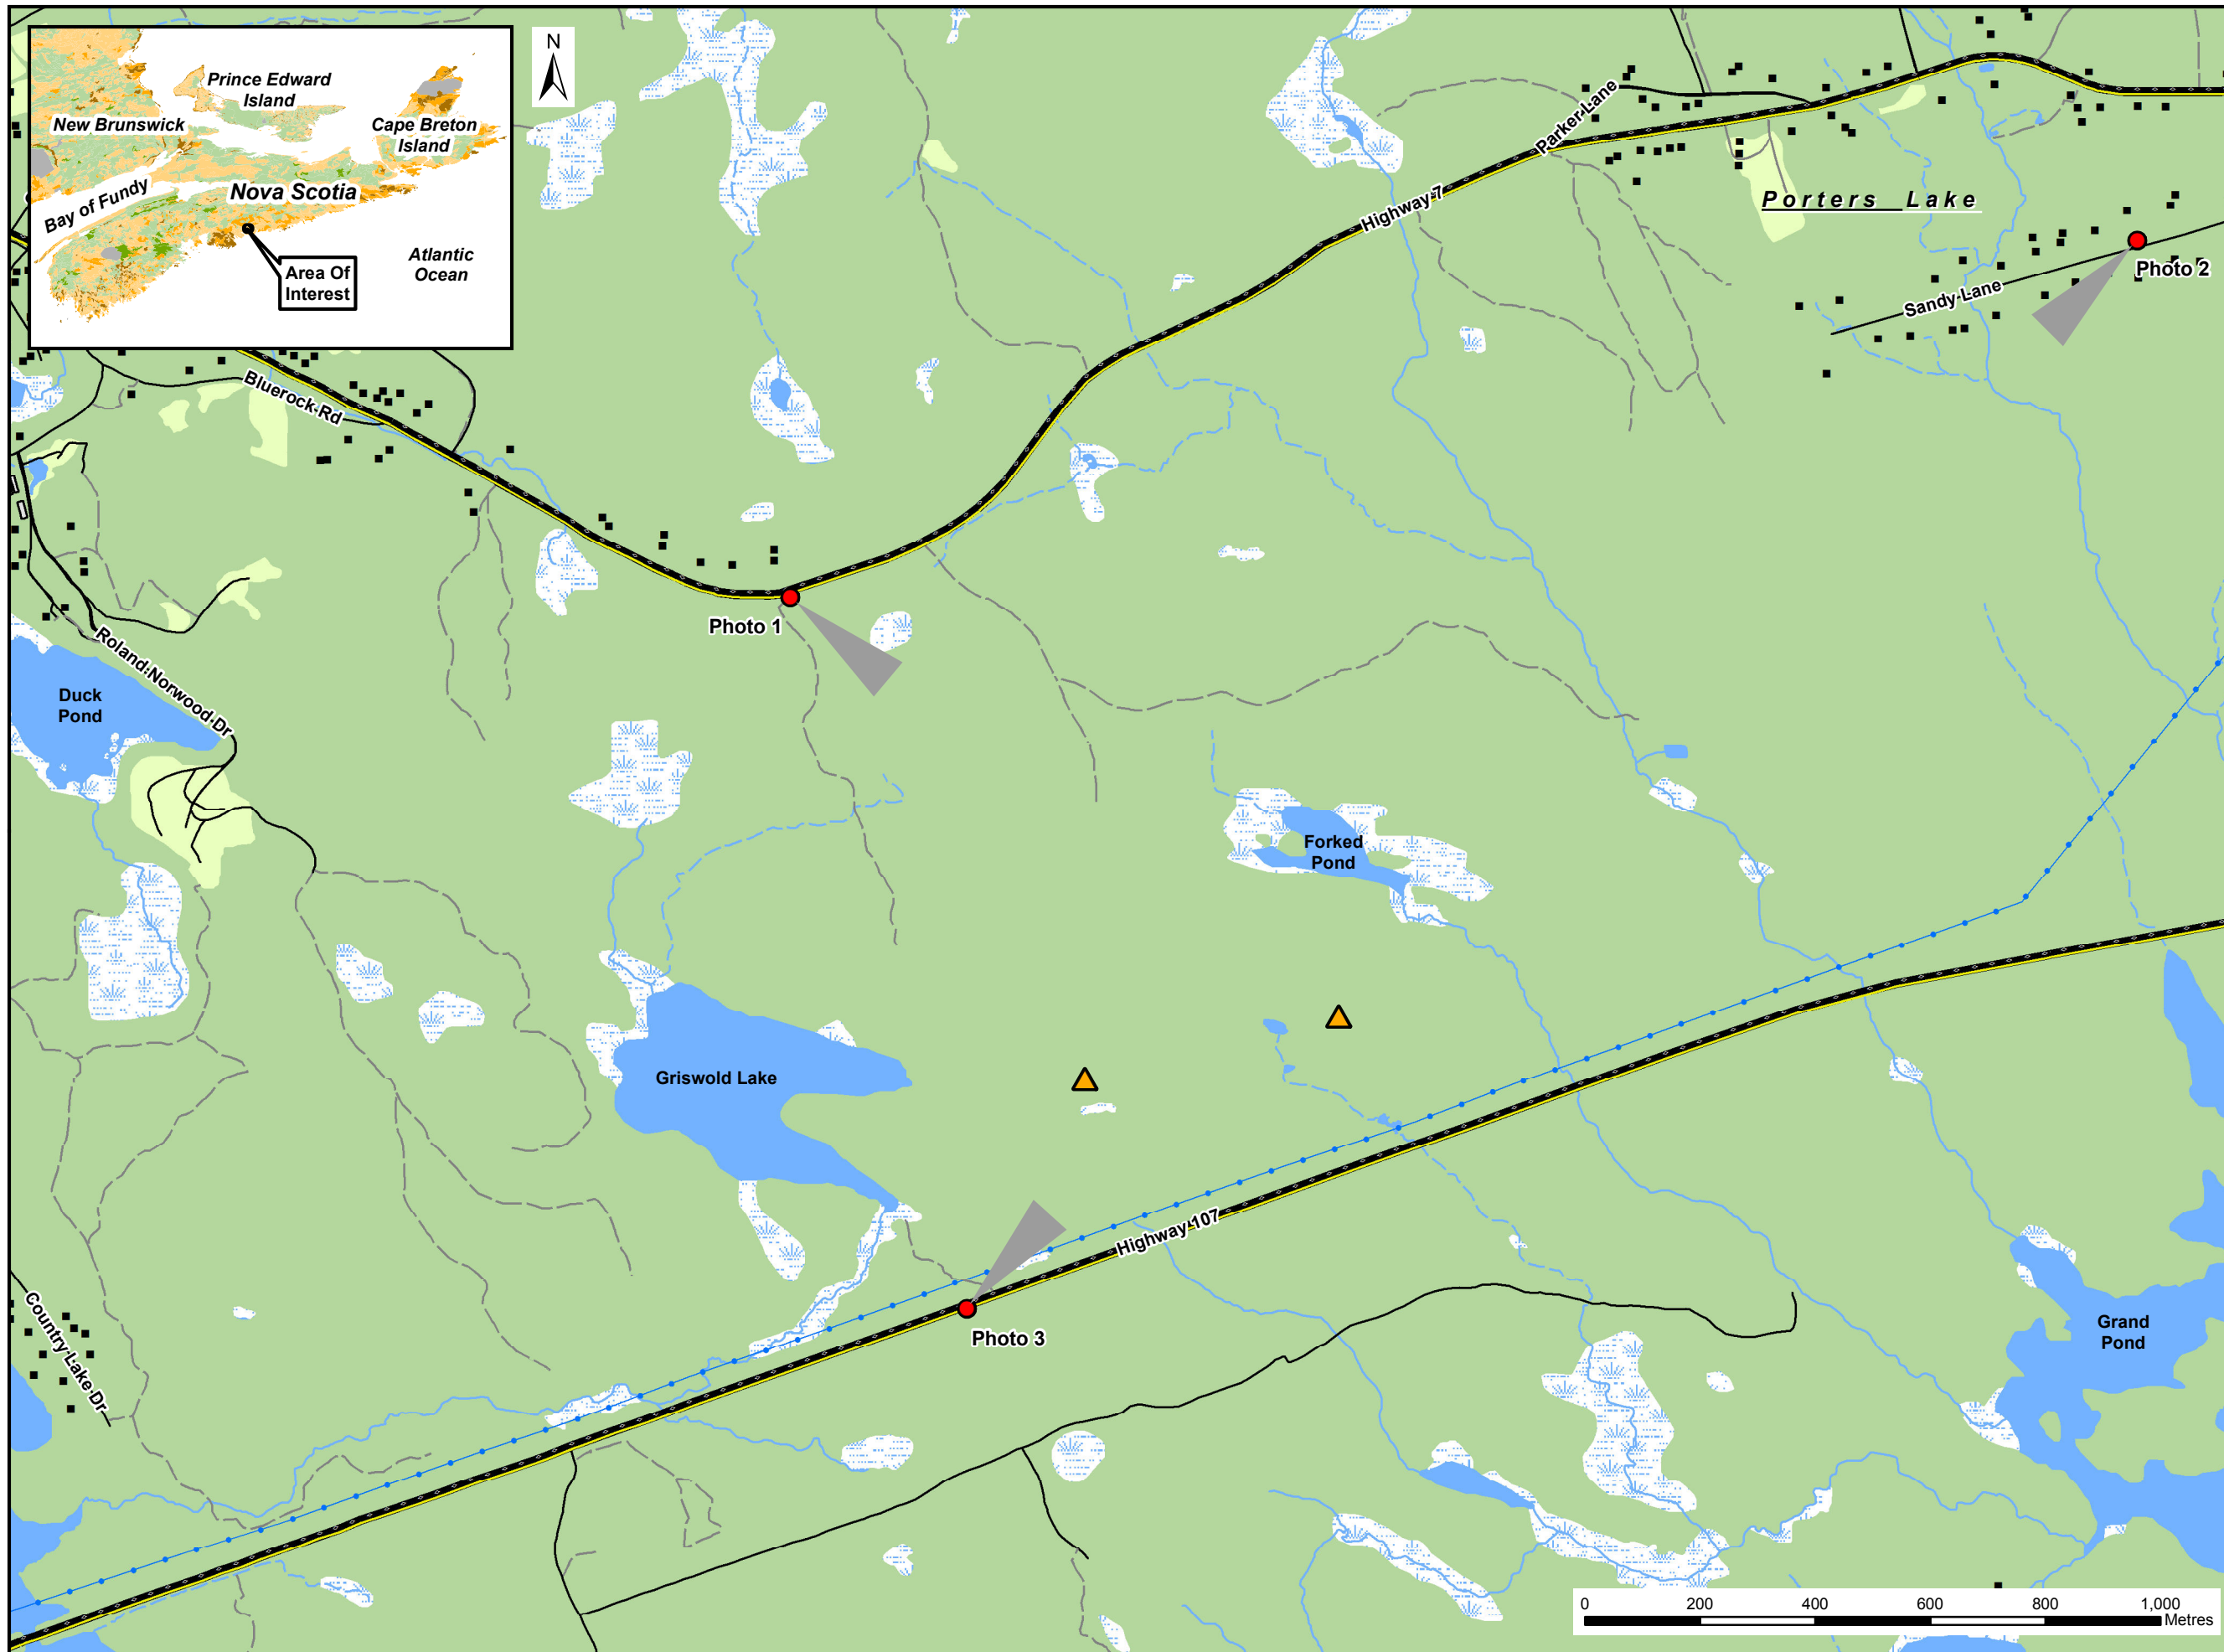 Prince Edward
Island
New Brunswick
Cape Breton
Island
Nova Scotia
Bay of Fundy
Atlantic
Ocean
Area Of
Interest
N
Parker Lane
Highway 7
Porters Lake
Photo 2
Sandy Lane
Bluerock Rd
Photo 1
Roland Norwood Dr
Duck
Pond
Forked
Pond
Griswold Lake
Highway 107
Photo 3
Country Lake Dr
Grand
Pond
0 200 400 600 800 1,000
Metres